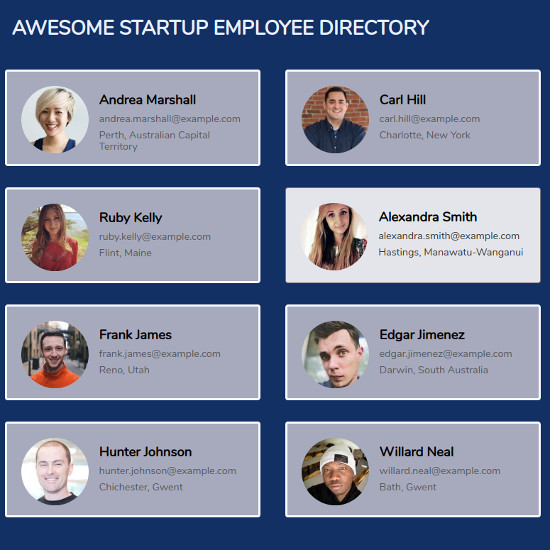 AWESOME STARTUP EMPLOYEE DIRECTORY
Andrea Marshall
andrea.marshall@example.com
Perth, Australian Capital
Territory
Carl Hill
carl.hill@example.com
Charlotte, New York
Ruby Kelly
ruby.kelly@example.com
Flint, Maine
Alexandra Smith
alexandra.smith@example.com
Hastings, Manawatu-Wanganui
Frank James
frank.james@example.com
Reno, Utah
Edgar Jimenez
edgar.jimenez@example.com
Darwin, South Australia
Hunter Johnson
hunter.johnson@example.com
Chichester, Gwent
Willard Neal
willard.neal@example.com
Bath, Gwent